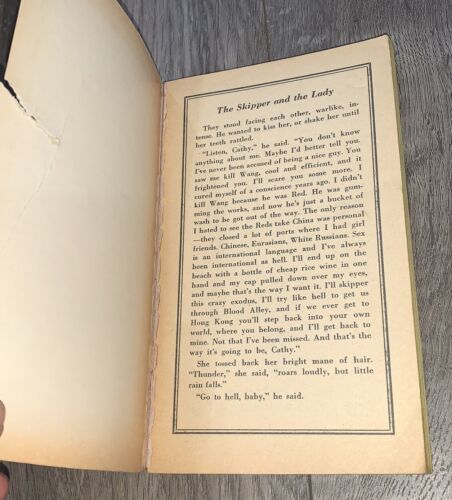 The Skipper and the Lady
They stood facing each other, warlike, in-
tense. He wanted to kiss her, or shake her until
her teeth rattled.
"Listen, Cathy," he said. "You don't know
anything about me. Maybe I'd better tell you.
I've never been accused of being a nice guy. You
saw me kill Wang, cool and efficient, and it
frightened you. I'll scare you some more. I
cured myself of a conscience years ago. I didn't
kill Wang because he was Red. He was gum-
ming the works, and now he's just a bucket of
wash to be got out of the way. The only reason
I hated to see the Reds take China was personal
—they closed a lot of ports where I had girl
friends. Chinese, Eurasians, White Russians. Sex
is an international language and I've always
been international as hell. I'll end up on the
beach with a bottle of cheap rice wine in one
hand and my cap pulled down over my eyes,
and maybe that's the way I want it. I'll skipper
this crazy exodus, I'll try like hell to get us
through Blood Alley, and if we ever get to
Hong Kong you'll step back into your own
world, where you belong, and I'll get back to
mine. Not that I've been missed. And that's the
way it's going to be, Cathy."
She tossed back her bright mane of hair.
"Thunder," she said, "roars loudly, but little
rain falls."
"Go to hell, baby," he said.